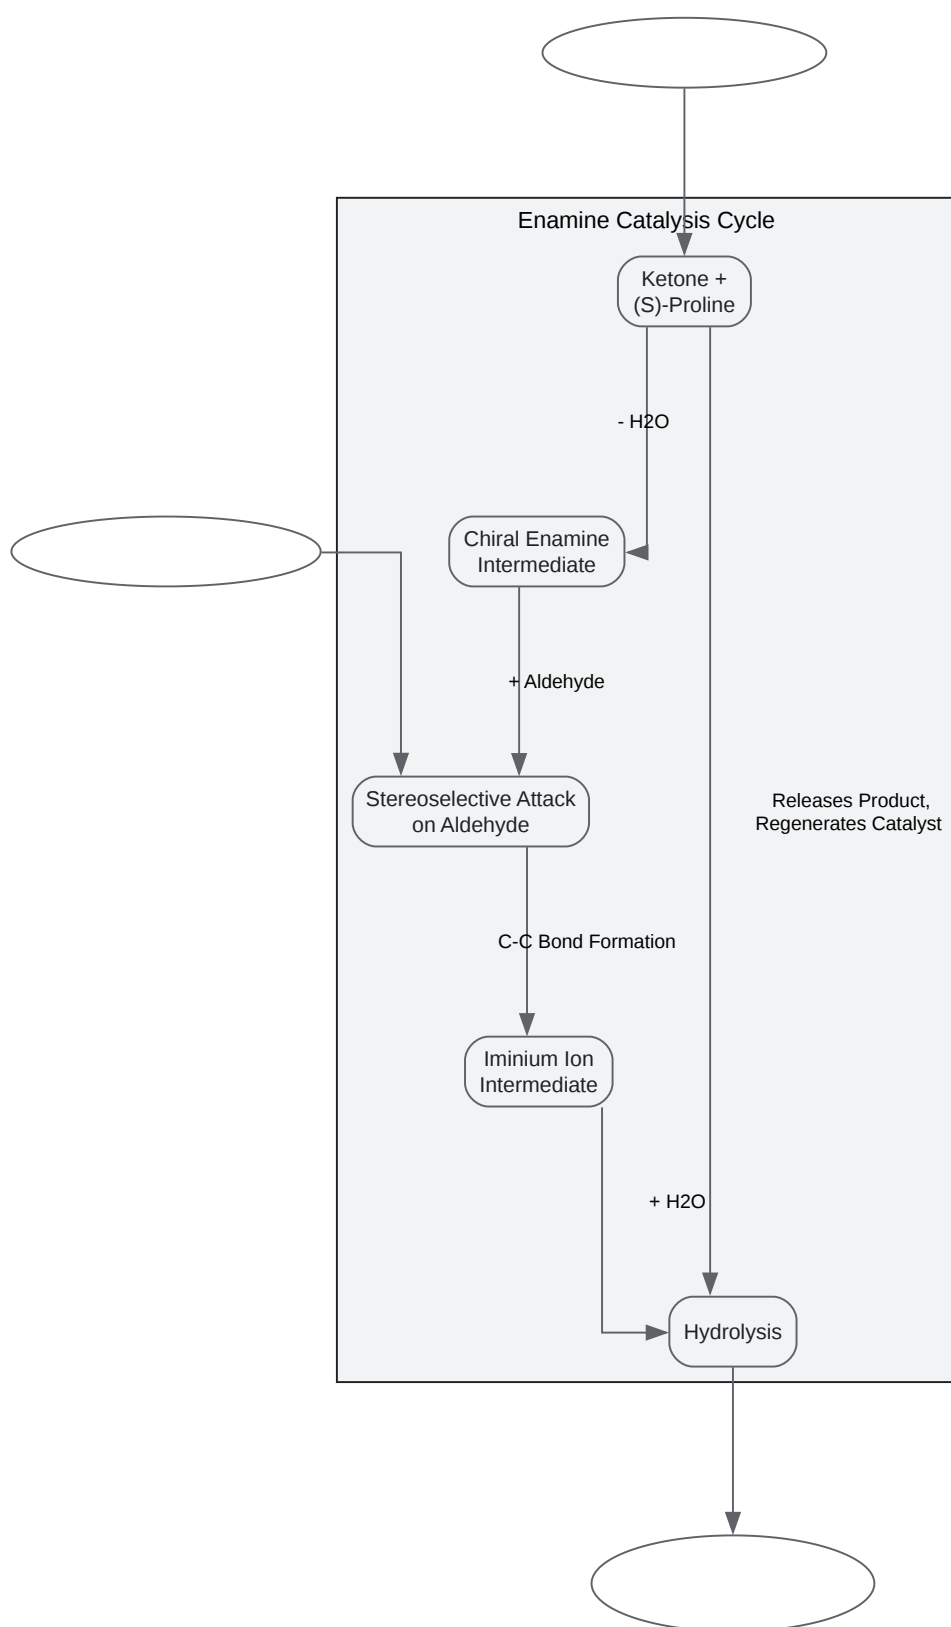 Enamine Catalysis Cycle
Ketone +
(S)-Proline
- H2O
Chiral Enamine
Intermediate
+ Aldehyde
Stereoselective Attack
on Aldehyde
Releases Product,
Regenerates Catalyst
C-C Bond Formation
Iminium Ion
Intermediate
+ H2O
Hydrolysis